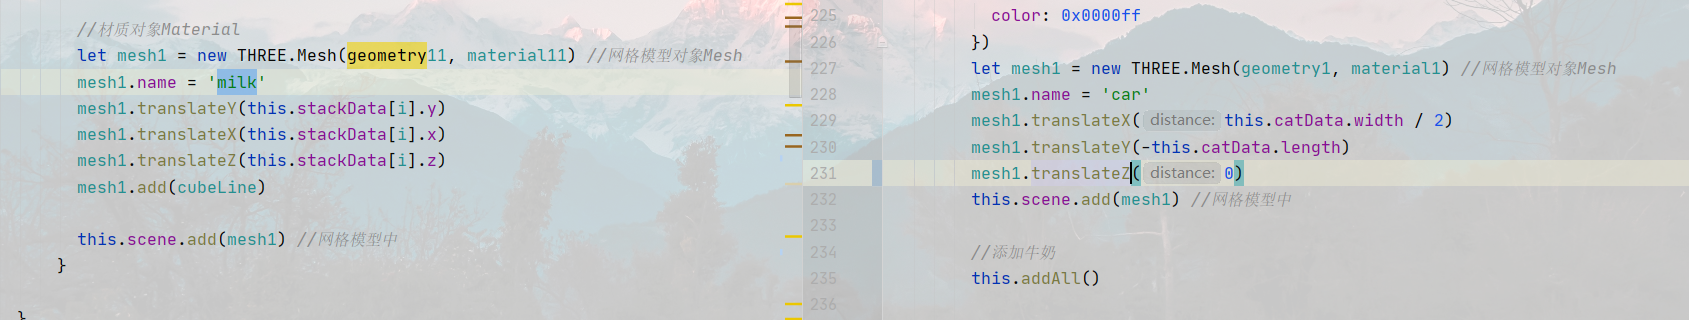 //材质对象Material
let mesh1 = new THREE.Mesh(geometry11, material11) //网格模型对象Mesh
mesh1.name = 'milk'
mesh1.translateY(this.stackData[i].y)
mesh1.translateX(this.stackData[i].x)
mesh1.translateZ(this.stackData[i].z)
mesh1.add(cubeLine)
this.scene.add(mesh1) //网格模型中
}
}
225 color: 0x0000ff
226 })
227 let mesh1 = new THREE.Mesh(geometry1, material1) //网格模型对象Mesh
228 mesh1.name = 'car'
229 mesh1.translateX( distance: this.catData.width / 2)
230 mesh1.translateY(-this.catData.length)
231 mesh1.translateZ( distance: 0)
232 this.scene.add(mesh1) //网格模型中
233
234 //添加牛奶
235 this.addAll()
236